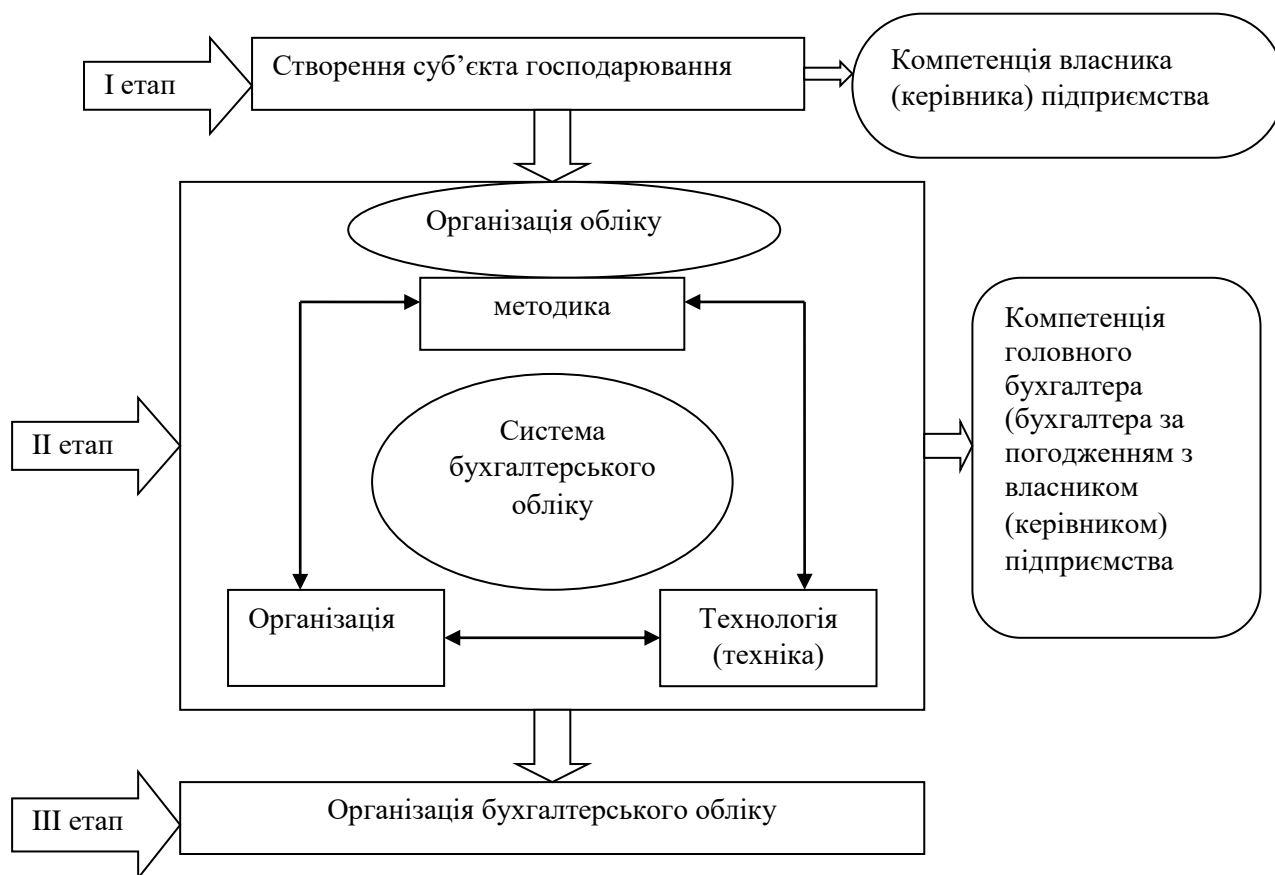 І етап
Створення суб’єкта господарювання
Компетенція власника
(керівника) підприємства
Організація обліку
методика
ІІ етап
Система
бухгалтерського
обліку
Компетенція
головного
бухгалтера
(бухгалтера за
погодженням з
власником
(керівником)
підприємства
Організація
Технологія
(техніка)
ІІІ етап
Організація бухгалтерського обліку